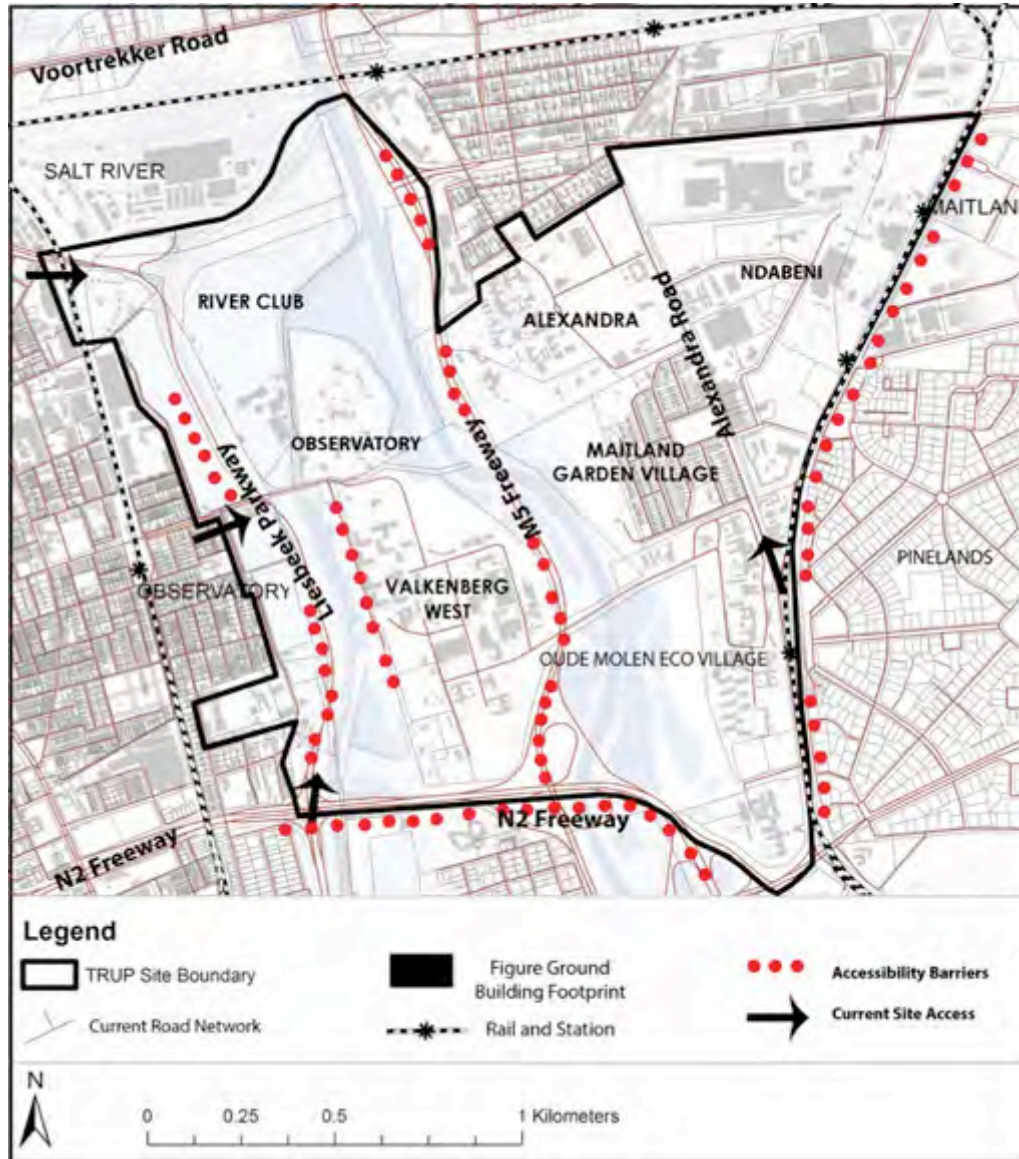 Voortrekker Road
SALT RIVER
MAITLAN
RIVER CLUB
NDABENI
ALEXANDRA
Alexandra Road
OBSERVATORY
MAITLAND
GARDEN VILLAGE
Liesbeek Parkway
M5 Freeway
PINELANDS
OBSERVATORY
VALKENBERG
WEST
OUDE MOLEN ECO VILLAGE
N2 Freeway
N2 Freeway
Legend
TRUP Site Boundary
Figure Ground
Building Footprint
Accessibility Barriers
Current Road Network
Rail and Station
Current Site Access
N
0 0.25 0.5 1 Kilometers